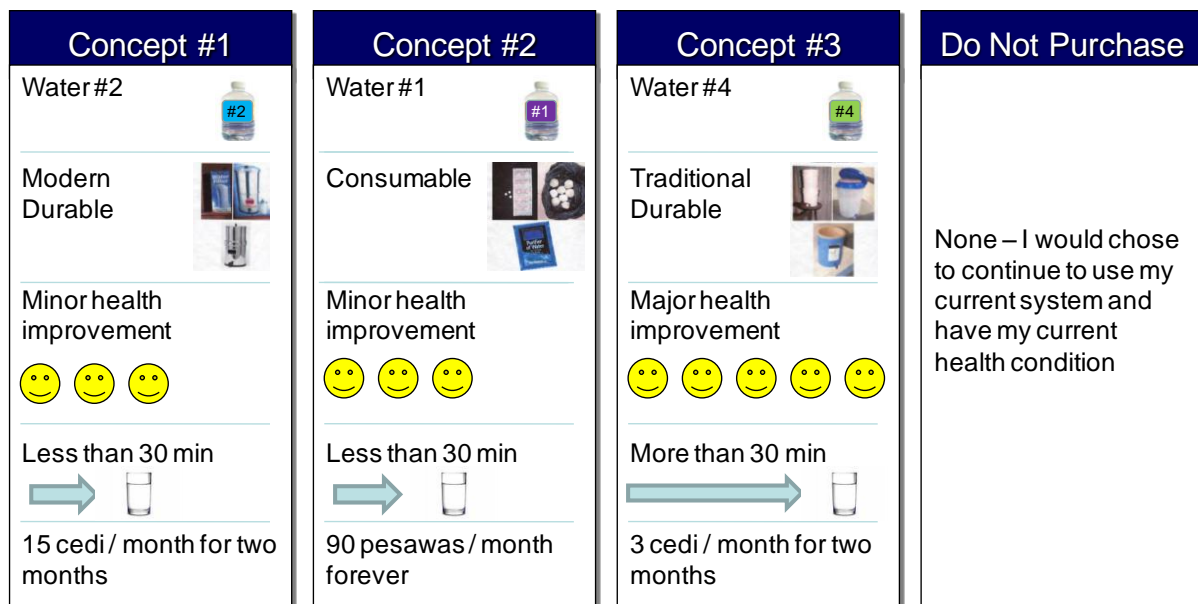 Concept #1
Water #2
#2
Modern
Durable
Minor health
improvement
Less than 30 min
15 cedi / month for two
months
Concept #2
Water #1
#1
Consumable
Minor health
improvement
Less than 30 min
90 pesawas / month
forever
Concept #3
Water #4
#4
Traditional
Durable
Major health
improvement
More than 30 min
3 cedi / month for two
months
Do Not Purchase
None – I would chose
to continue to use my
current system and
have my current
health condition